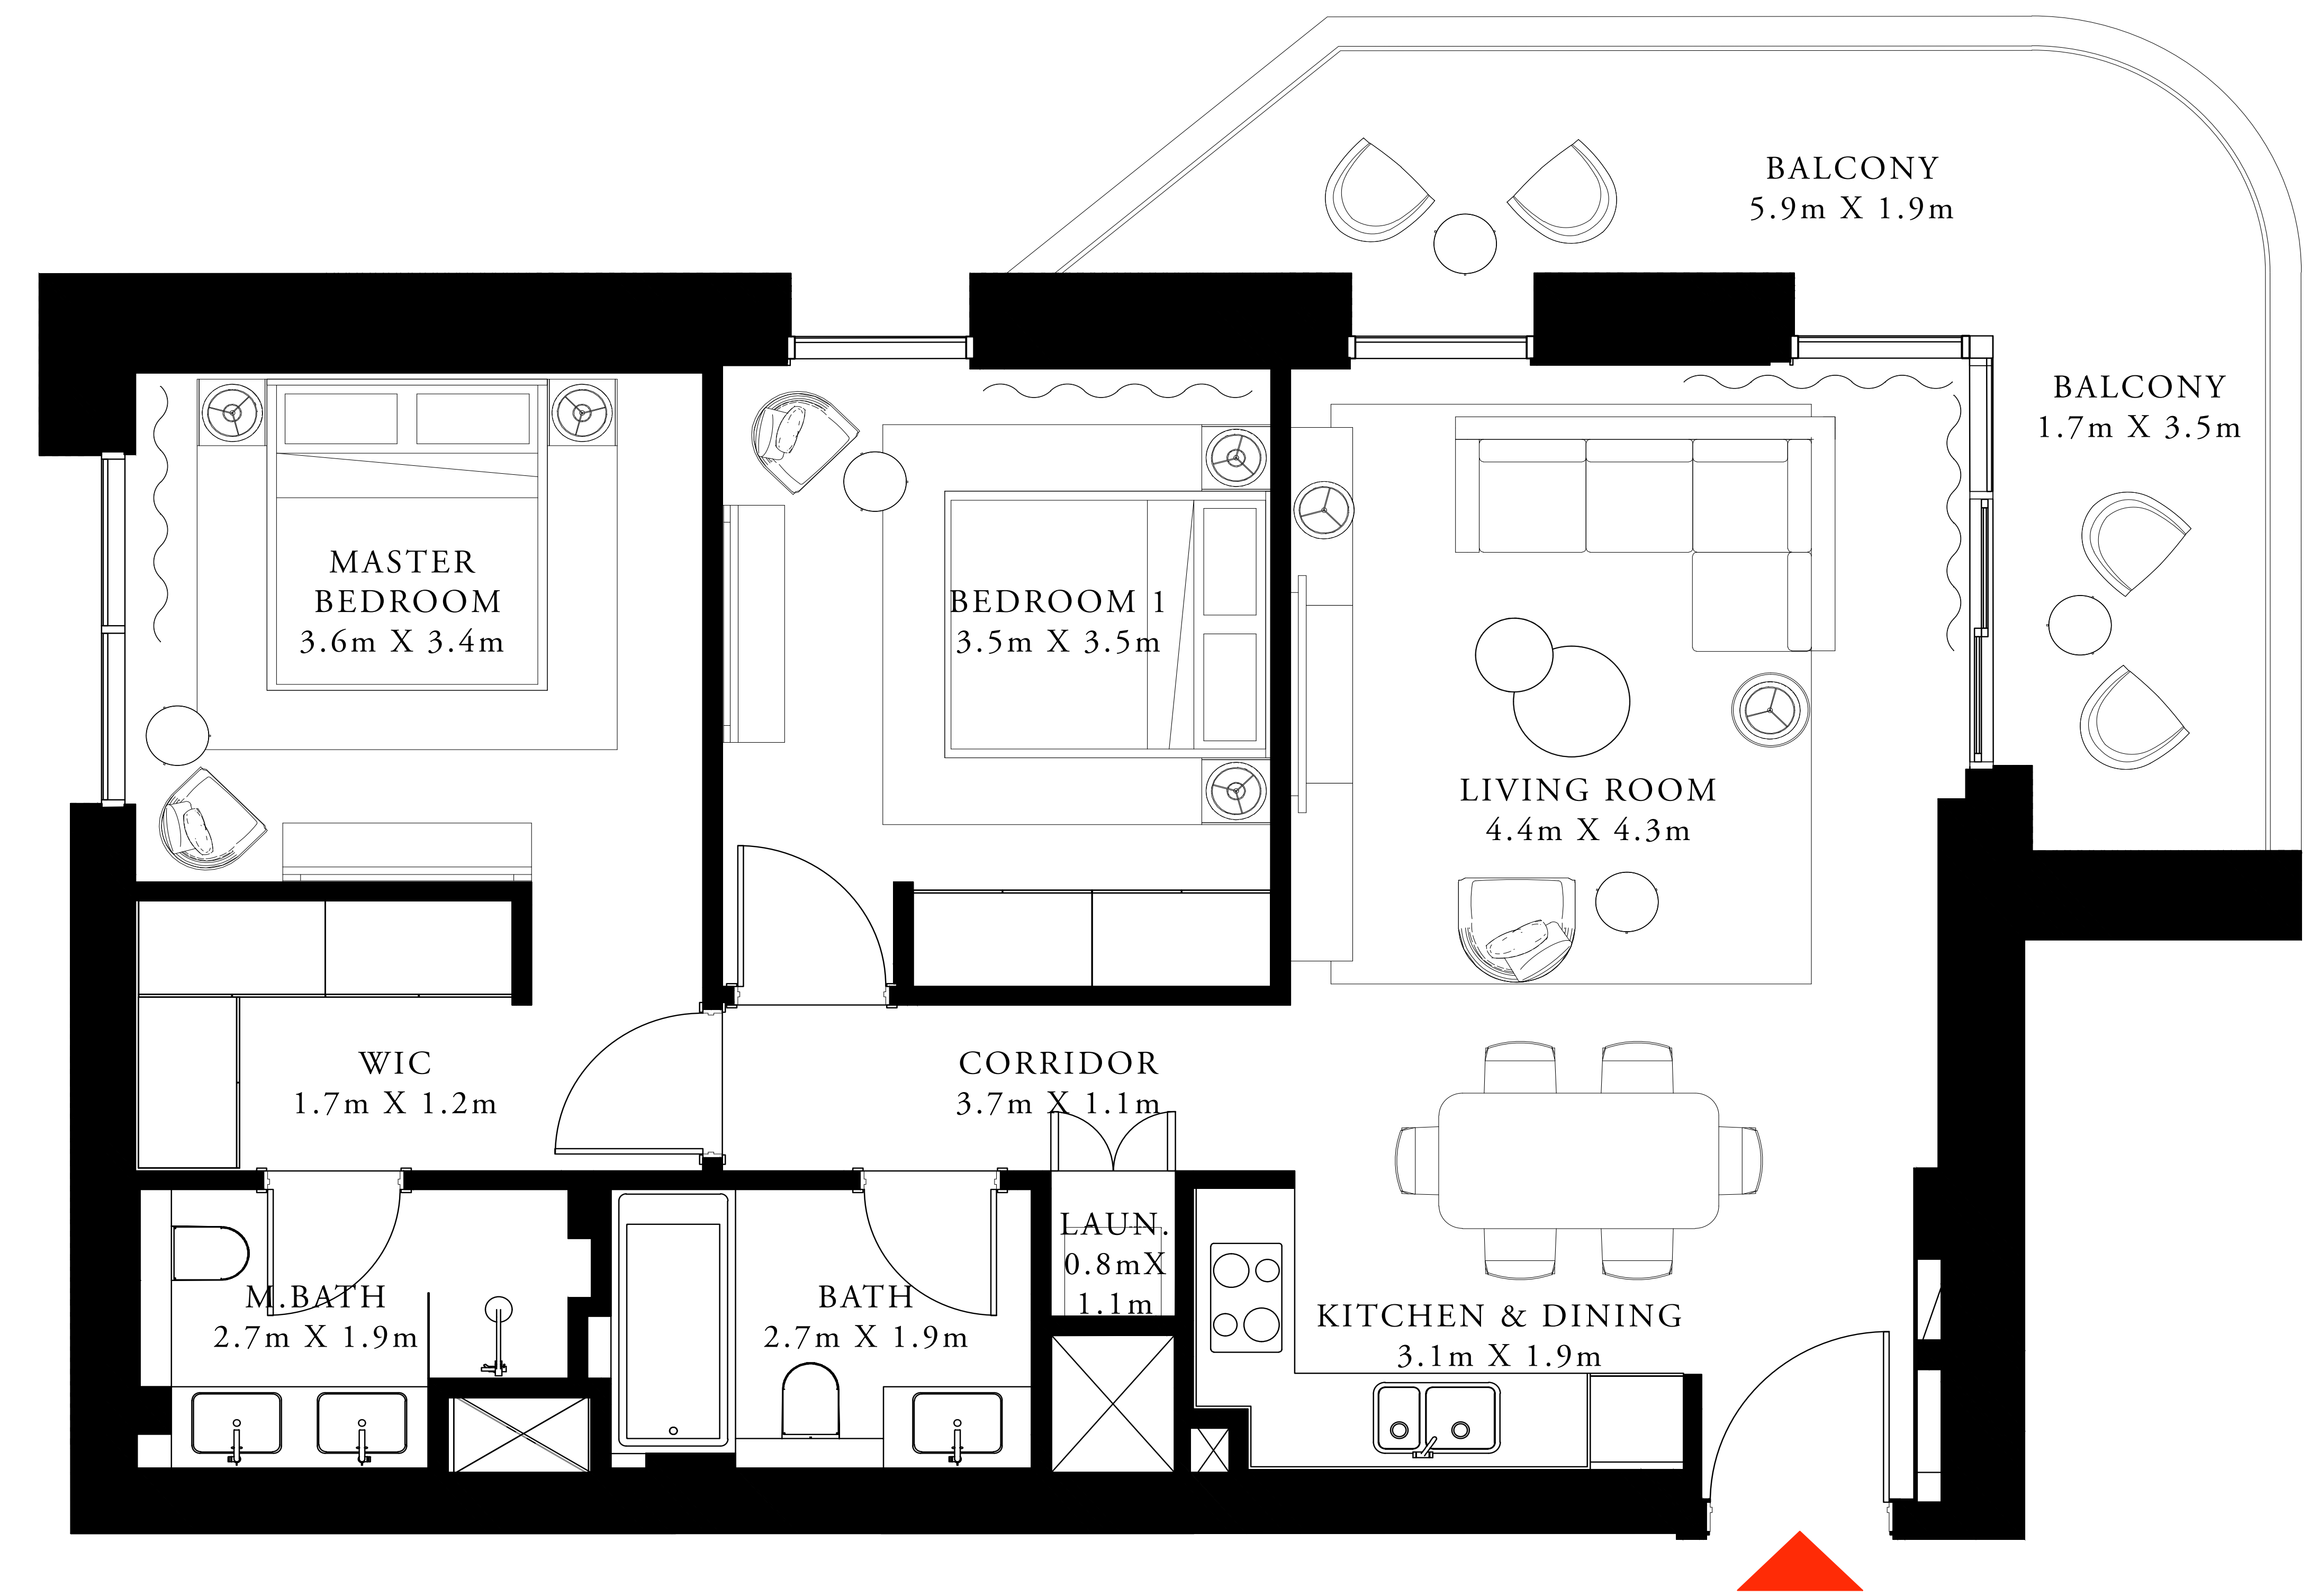 BALCONY
5.9m X 1.9m
BALCONY
1.7m X 3.5m
MASTER
BEDROOM
3.6m X 3.4m
BEDROOM 1
3.5m X 3.5m
LIVING ROOM
4.4m X 4.3m
WIC
1.7m X 1.2m
CORRIDOR
3.7m X 1.1m
LAUN.
0.8mX
1.1m
M.BATH
2.7m X 1.9m
BATH
2.7m X 1.9m
KITCHEN & DINING
3.1m X 1.9m